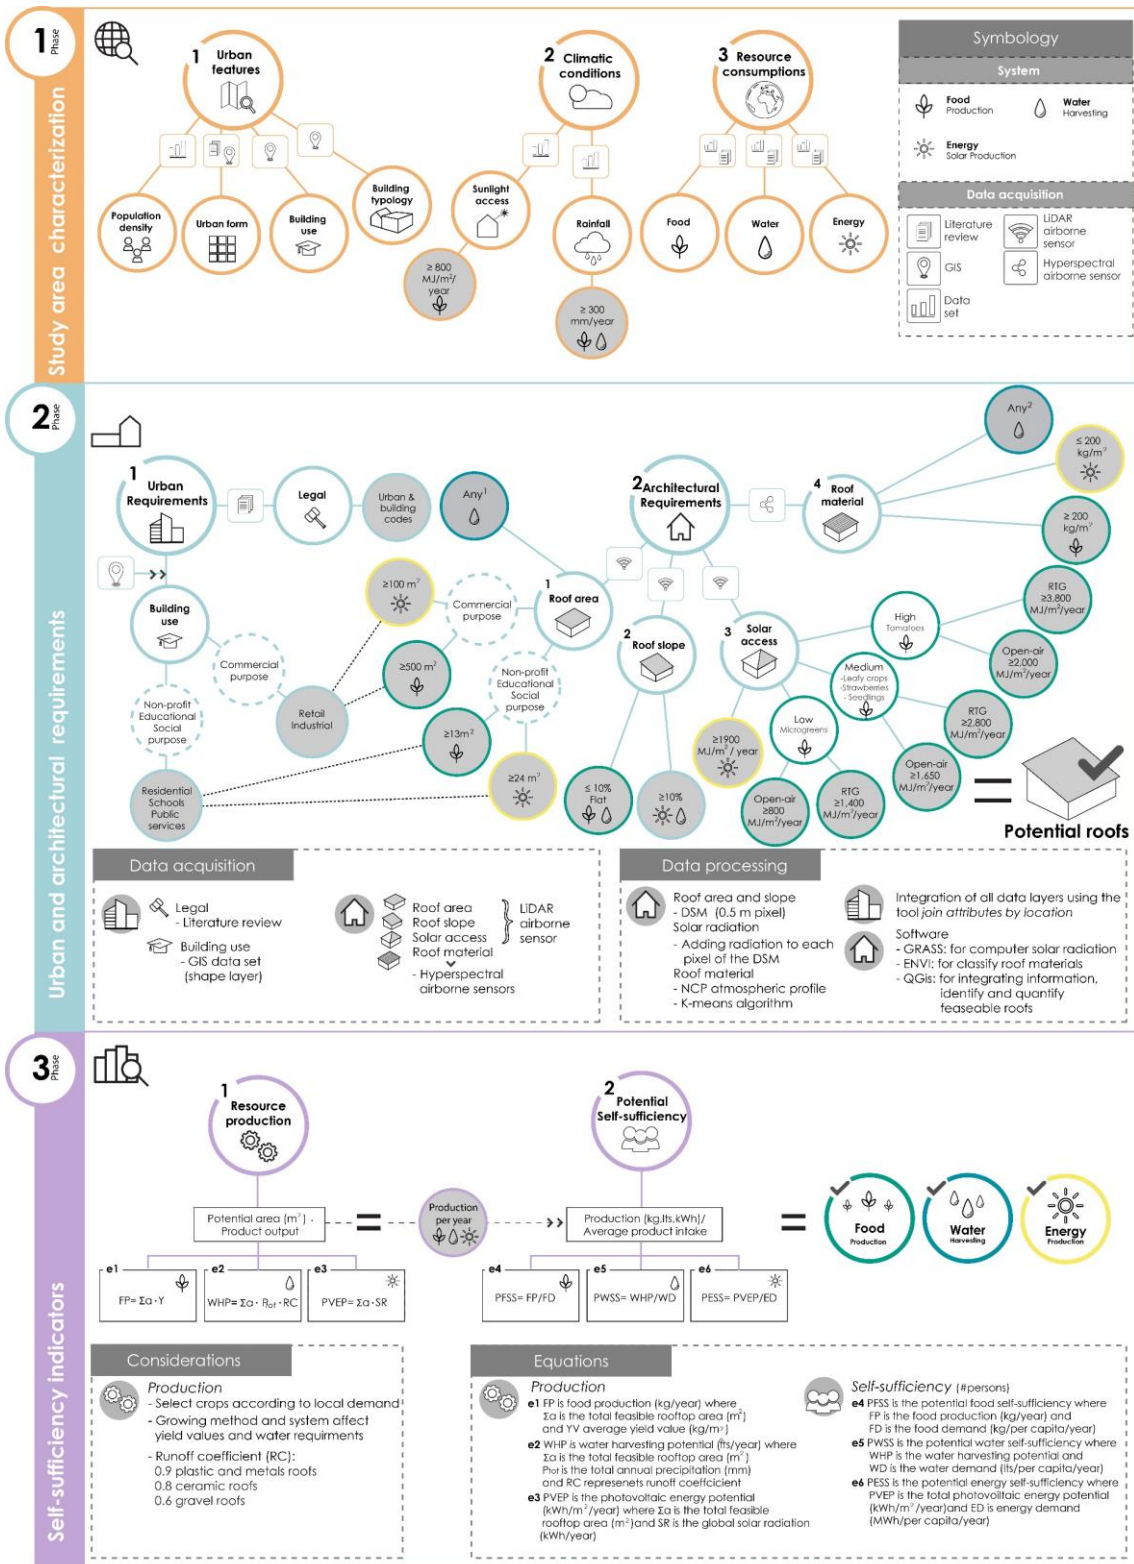 1 Phase
Study area characterization
1 Urban
features
Population
density
Urban form
Building
use
Building
typology
2 Climatic
conditions
Sunlight
access
≥ 800
MJ/m²/
year
Rainfall
≥ 300
mm/year
3 Resource
consumptions
Food
Water
Energy
Symbology
System
Food
Production
Water
Harvesting
Energy
Solar Production
Data acquisition
Literature
review
LiDAR
airborne
sensor
GIS
Hyperspectral
airborne sensor
Data
set
2 Phase
Urban and architectural requirements
1
Urban
Requirements
Legal
Urban &
building
codes
Building
use
Commercial
purpose
Retail
Industrial
Non-profit
Educational
Social
purpose
Residential
Schools
Public
services
2 Architectural
Requirements
1
Roof area
Any¹
Commercial
purpose
≥100 m²
≥500 m²
Non-profit
Educational
Social
purpose
≥13m²
≥24 m²
2
Roof slope
≤ 10%
Flat
≥10%
3 Solar
access
≥1900
MJ/m²/ year
Low
Microgreens
Open-air
≥800
MJ/m²/year
RTG
≥1,400
MJ/m²/year
Medium
-Leafy crops
-Strawberries
- Seedlings
Open-air
≥1,650
MJ/m²/year
RTG
≥2,800
MJ/m²/year
High
Tomatoes
Open-air
≥2,000
MJ/m²/year
RTG
≥3,800
MJ/m²/year
4 Roof
material
Any²
≤ 200
kg/m²
≥ 200
kg/m²
=
Potential roofs
Data acquisition
Legal
- Literature review
Building use
- GIS data set
(shape layer)
Roof area
Roof slope
Solar access
Roof material
LiDAR
airborne
sensor
- Hyperspectral
airborne sensors
Data processing
Roof area and slope
- DSM (0.5 m pixel)
Solar radiation
- Adding radiation to each
pixel of the DSM
Roof material
- NCP atmospheric profile
- K-means algorithm
Integration of all data layers using the
tool join attributes by location
Software
- GRASS: for computer solar radiation
- ENVI: for classify roof materials
- QGis: for integrating information,
identify and quantify
feaseable roofs
3 Phase
Self-sufficiency indicators
1
Resource
production
Potential area (m²) ·
Product output
=
Production
per year
2
Potential
Self-sufficiency
Production (kg,lts,kWh)/
Average product intake
=
Food
Production
Water
Harvesting
Energy
Production
e1
FP= Σa · Y
e2
WHP= Σa · Ptot · RC
e3
PVEP= Σa · SR
e4
PFSS= FP/FD
e5
PWSS= WHP/WD
e6
PESS= PVEP/ED
Considerations
Production
- Select crops according to local demand
- Growing method and system affect
yield values and water requirments
- Runoff coefficient (RC):
0.9 plastic and metals roofs
0.8 ceramic roofs
0.6 gravel roofs
Equations
Production
e1 FP is food production (kg/year) where
Σa is the total feasible rooftop area (m²)
and YV average yield value (kg/m²)
e2 WHP is water harvesting potential (lts/year) where
Σa is the total feasible rooftop area (m²)
Ptot is the total annual precipitation (mm)
and RC represenets runoff coeffcicient
e3 PVEP is the photovoltaic energy potential
(kWh/m²/year) where Σa is the total feasible
rooftop area (m²)and SR is the global solar radiation
(kWh/year)
Self-sufficiency (#persons)
e4 PFSS is the potential food self-sufficiency where
FP is the food production (kg/year) and
FD is the food demand (kg/per capita/year)
e5 PWSS is the potential water self-sufficiency where
WHP is the water harvesting potential and
WD is the water demand (lts/per capita/year)
e6 PESS is the potential energy self-sufficiency where
PVEP is the total photovoiltaic energy potential
(kWh/m²/year)and ED is energy demand
(MWh/per capita/year)